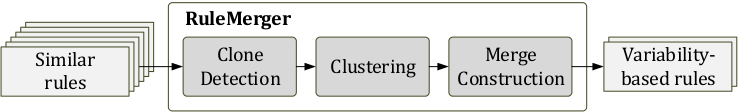 RuleMerger
Similar
rules
Clone
Detection
Clustering
Merge
Construction
Variability-
based rules